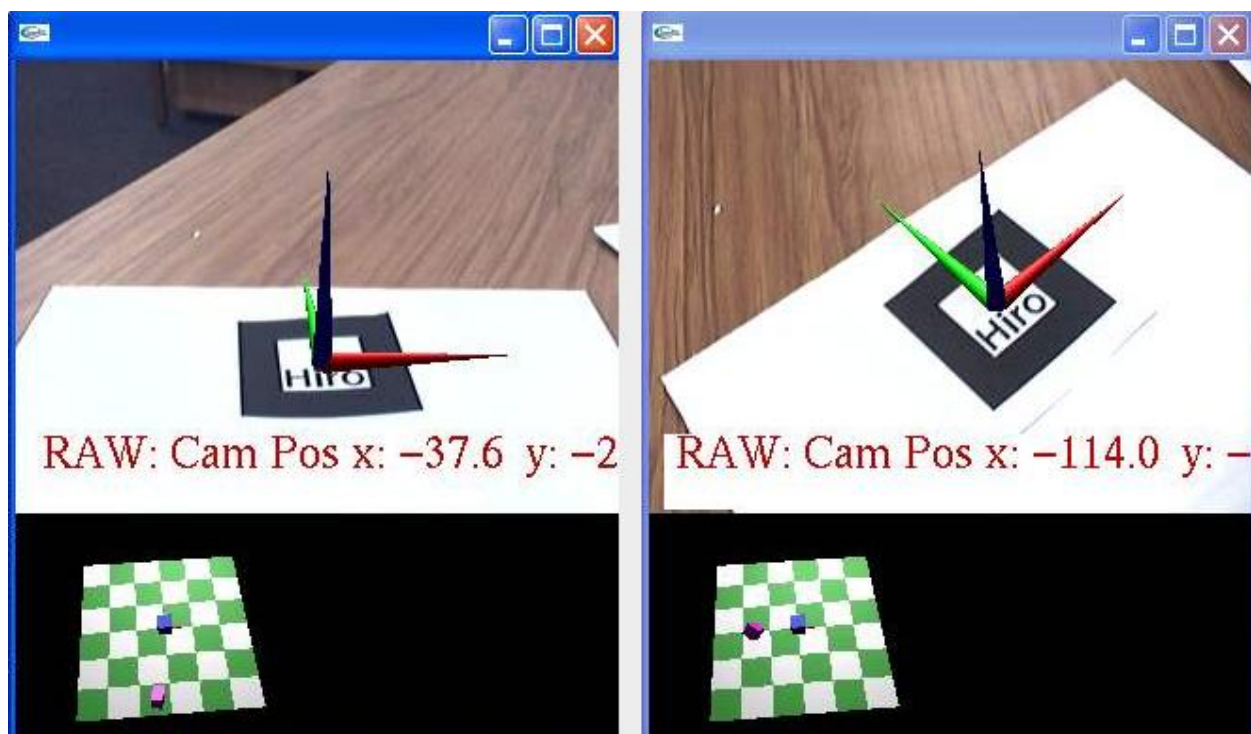 Hiro
RAW: Cam Pos x: −37.6 y: −2
Hiro
RAW: Cam Pos x: −114.0 y: −